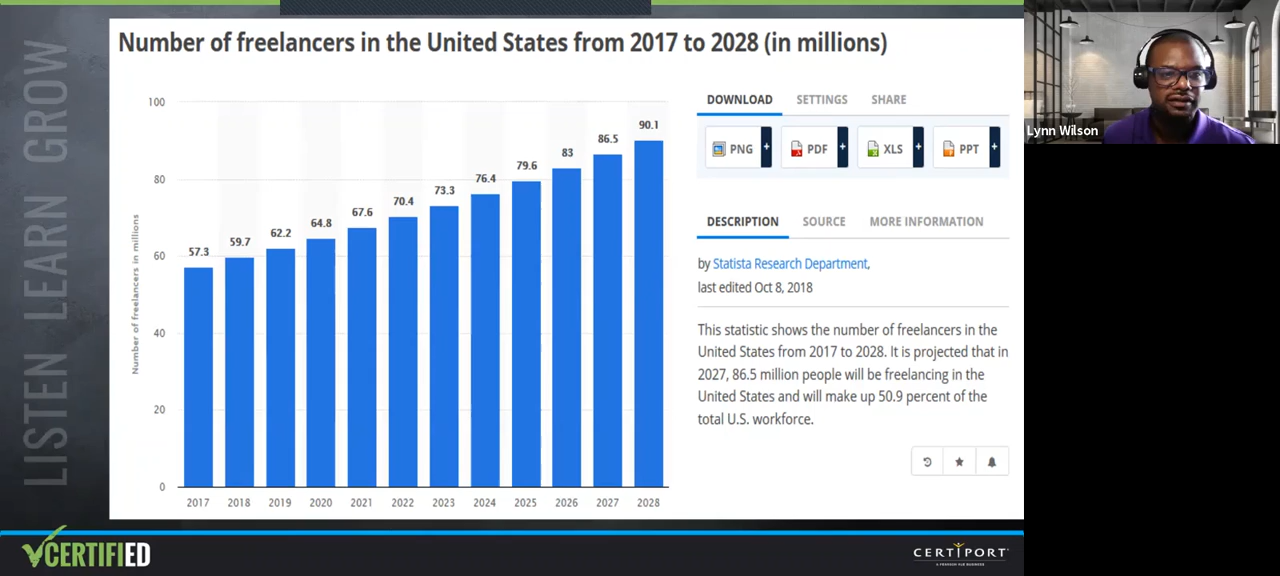 LISTEN LEARN GROW
Number of freelancers in the United States from 2017 to 2028 (in millions)
Number of freelancers in millions
100
80
60
40
20
0
57.3
59.7
62.2
64.8
67.6
70.4
73.3
76.4
79.6
83
86.5
90.1
2017 2018 2019 2020 2021 2022 2023 2024 2025 2026 2027 2028
DOWNLOAD SETTINGS SHARE
PNG + PDF + XLS + PPT +
DESCRIPTION SOURCE MORE INFORMATION
by Statista Research Department,
last edited Oct 8, 2018
This statistic shows the number of freelancers in the
United States from 2017 to 2028. It is projected that in
2027, 86.5 million people will be freelancing in the
United States and will make up 50.9 percent of the
total U.S. workforce.
CERTIFIED
CERTIPORT
Lynn Wilson